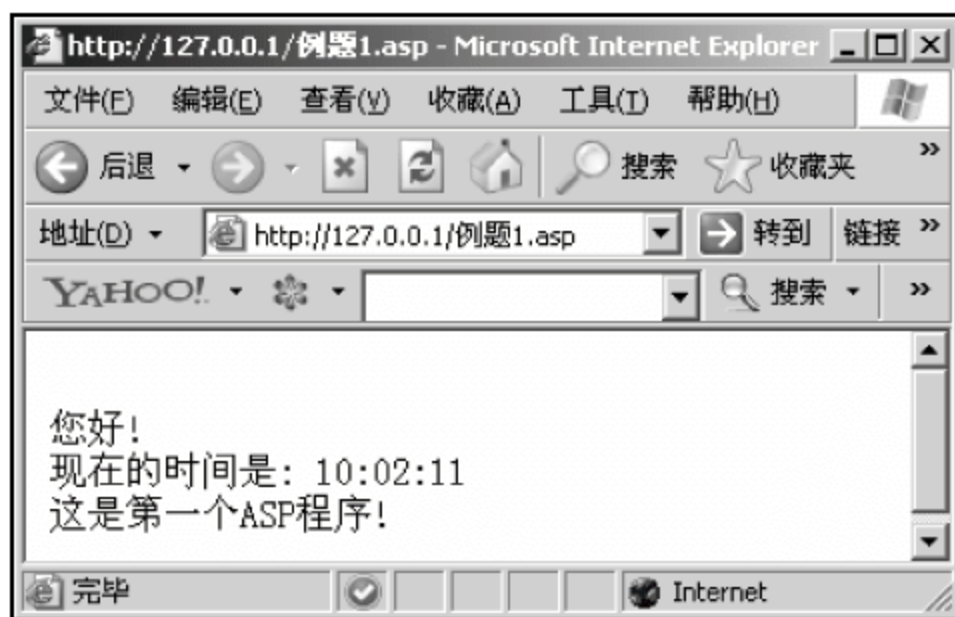 http://127.0.0.1/例题1.asp - Microsoft Internet Explorer
文件(F) 编辑(E) 查看(V) 收藏(A) 工具(T) 帮助(H)
后退 搜索 收藏夹 »
地址(D) http://127.0.0.1/例题1.asp 转到 链接 »
YAHOO! 搜索 »
您好!
现在的时间是: 10:02:11
这是第一个ASP程序!
完毕 Internet